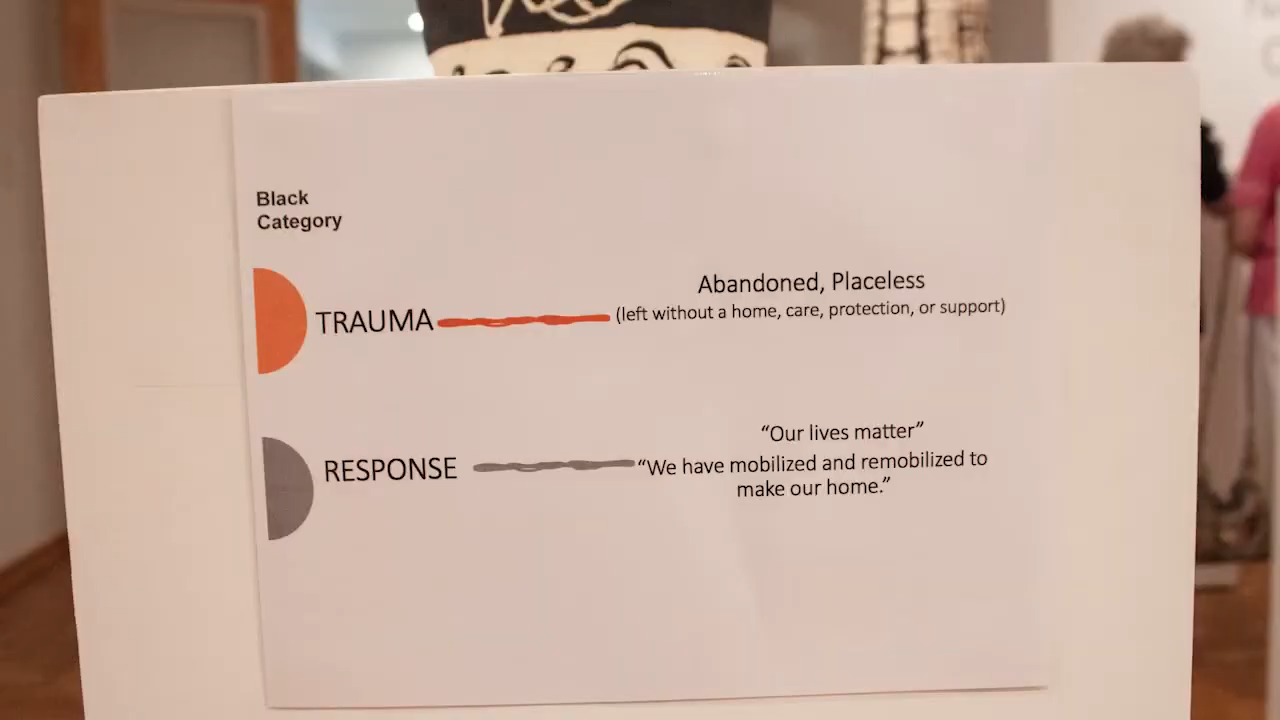 Black
Category
TRAUMA
Abandoned, Placeless
(left without a home, care, protection, or support)
RESPONSE
“Our lives matter”
“We have mobilized and remobilized to
make our home.”